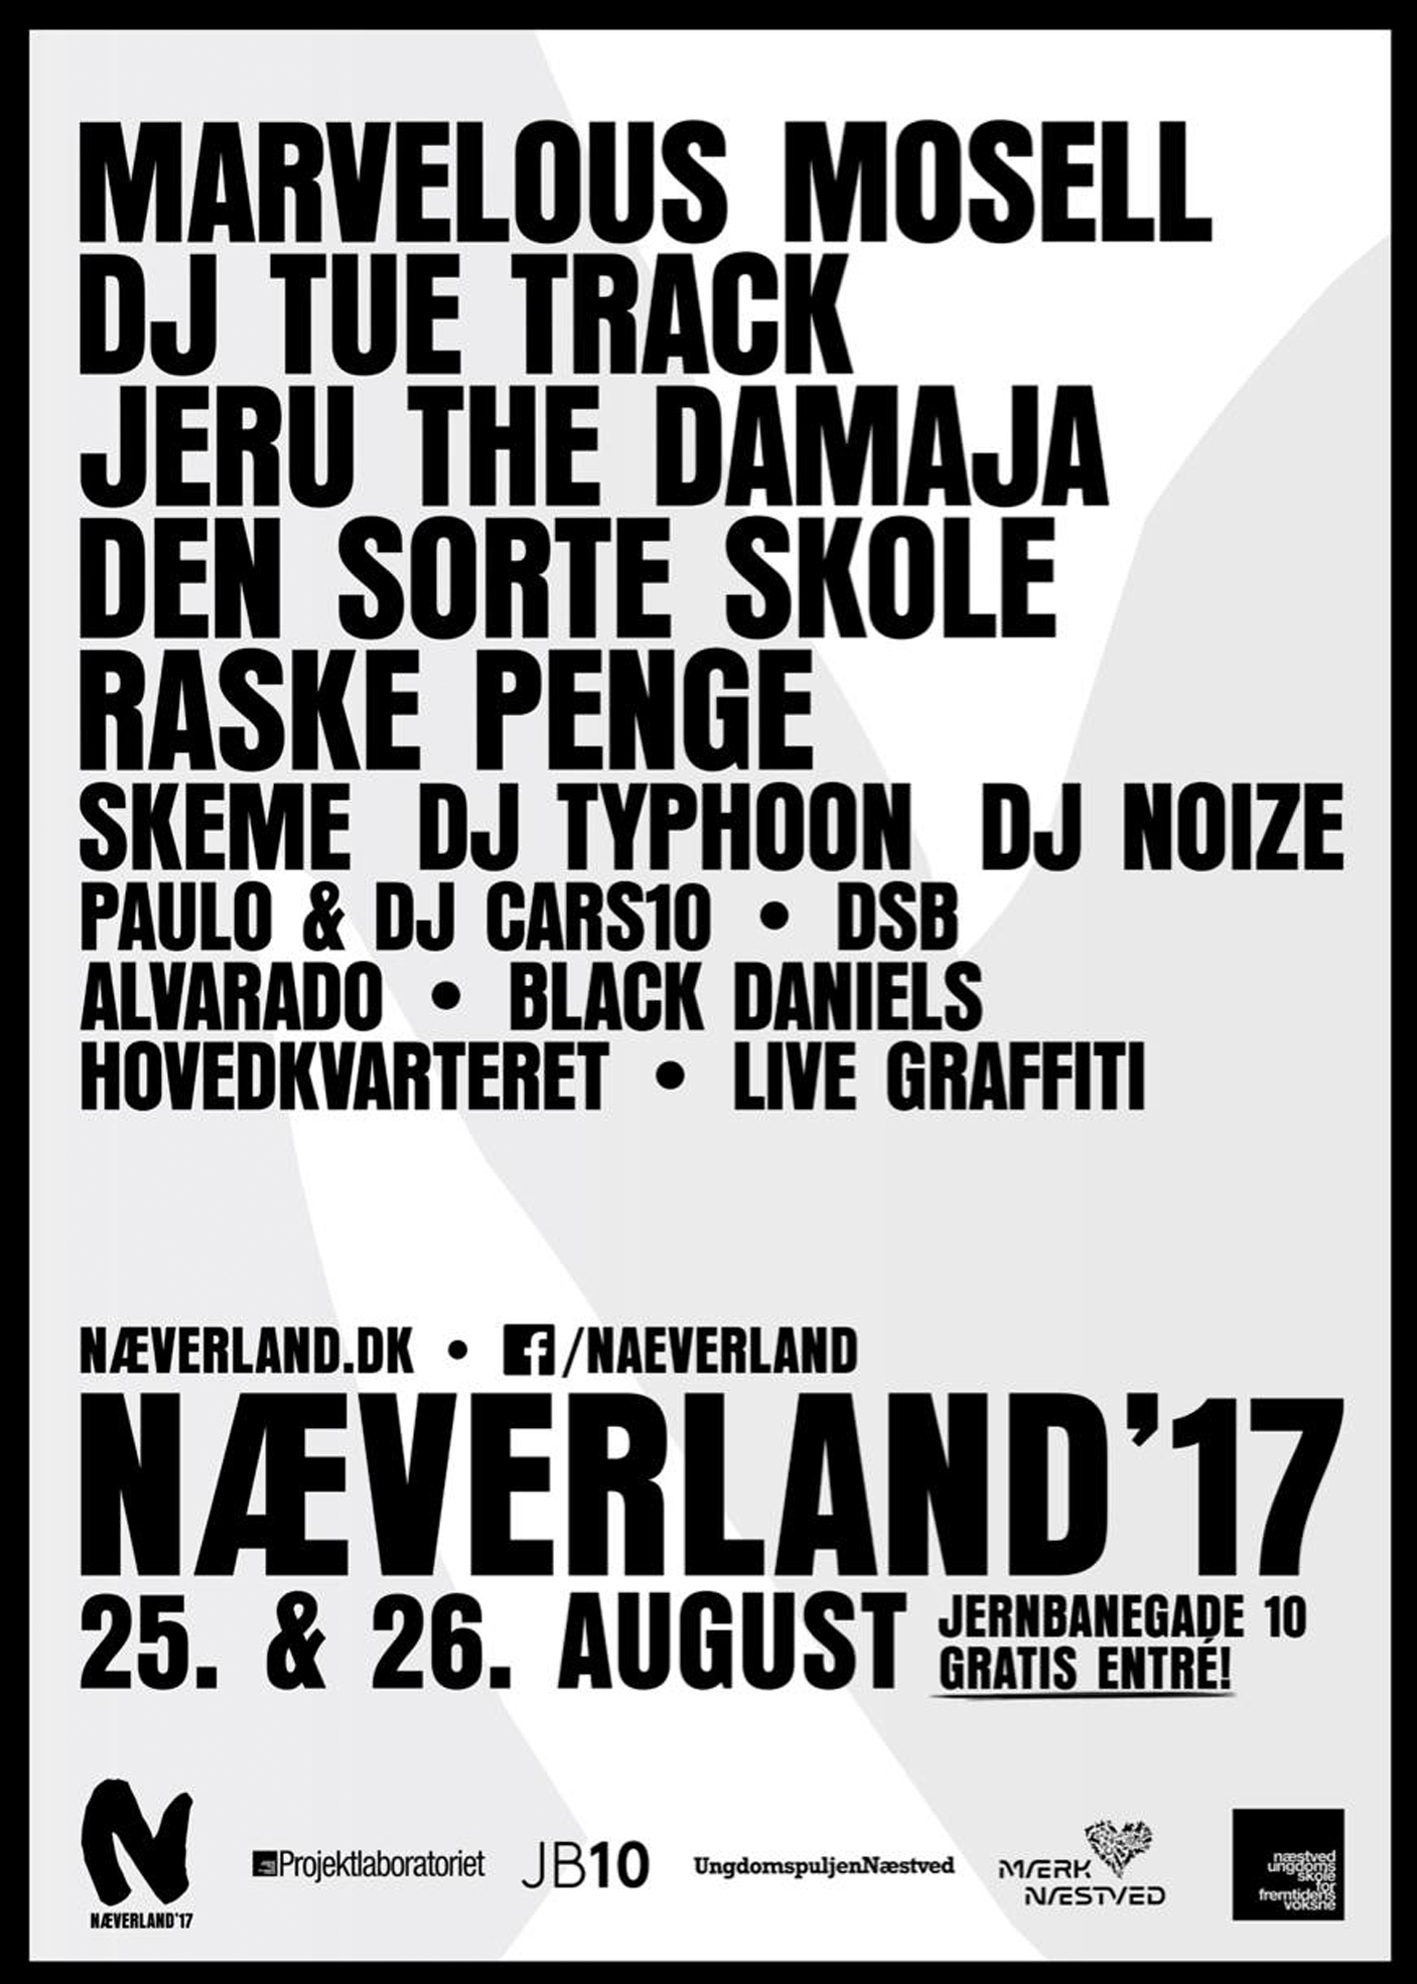 MARVELOUS MOSELL
DJ TUE TRACK
JERU THE DAMAJA
DEN SORTE SKOLE
RASKE PENGE
SKEME DJ TYPHOON DJ NOIZE
PAULO & DJ CARS10 • DSB
ALVARADO • BLACK DANIELS
HOVEDKVARTERET • LIVE GRAFFITI
NÆVERLAND.DK • f/NAEVERLAND
NÆVERLAND'17
25. & 26. AUGUST
JERNBANEGADE 10
GRATIS ENTRÉ!
N
NÆVERLAND'17
Projektlaboratoriet
JB10
UngdomspuljenNæstved
MÆRK
NÆSTVED
næstved
ungdoms
skole
for
fremtidens
voksne